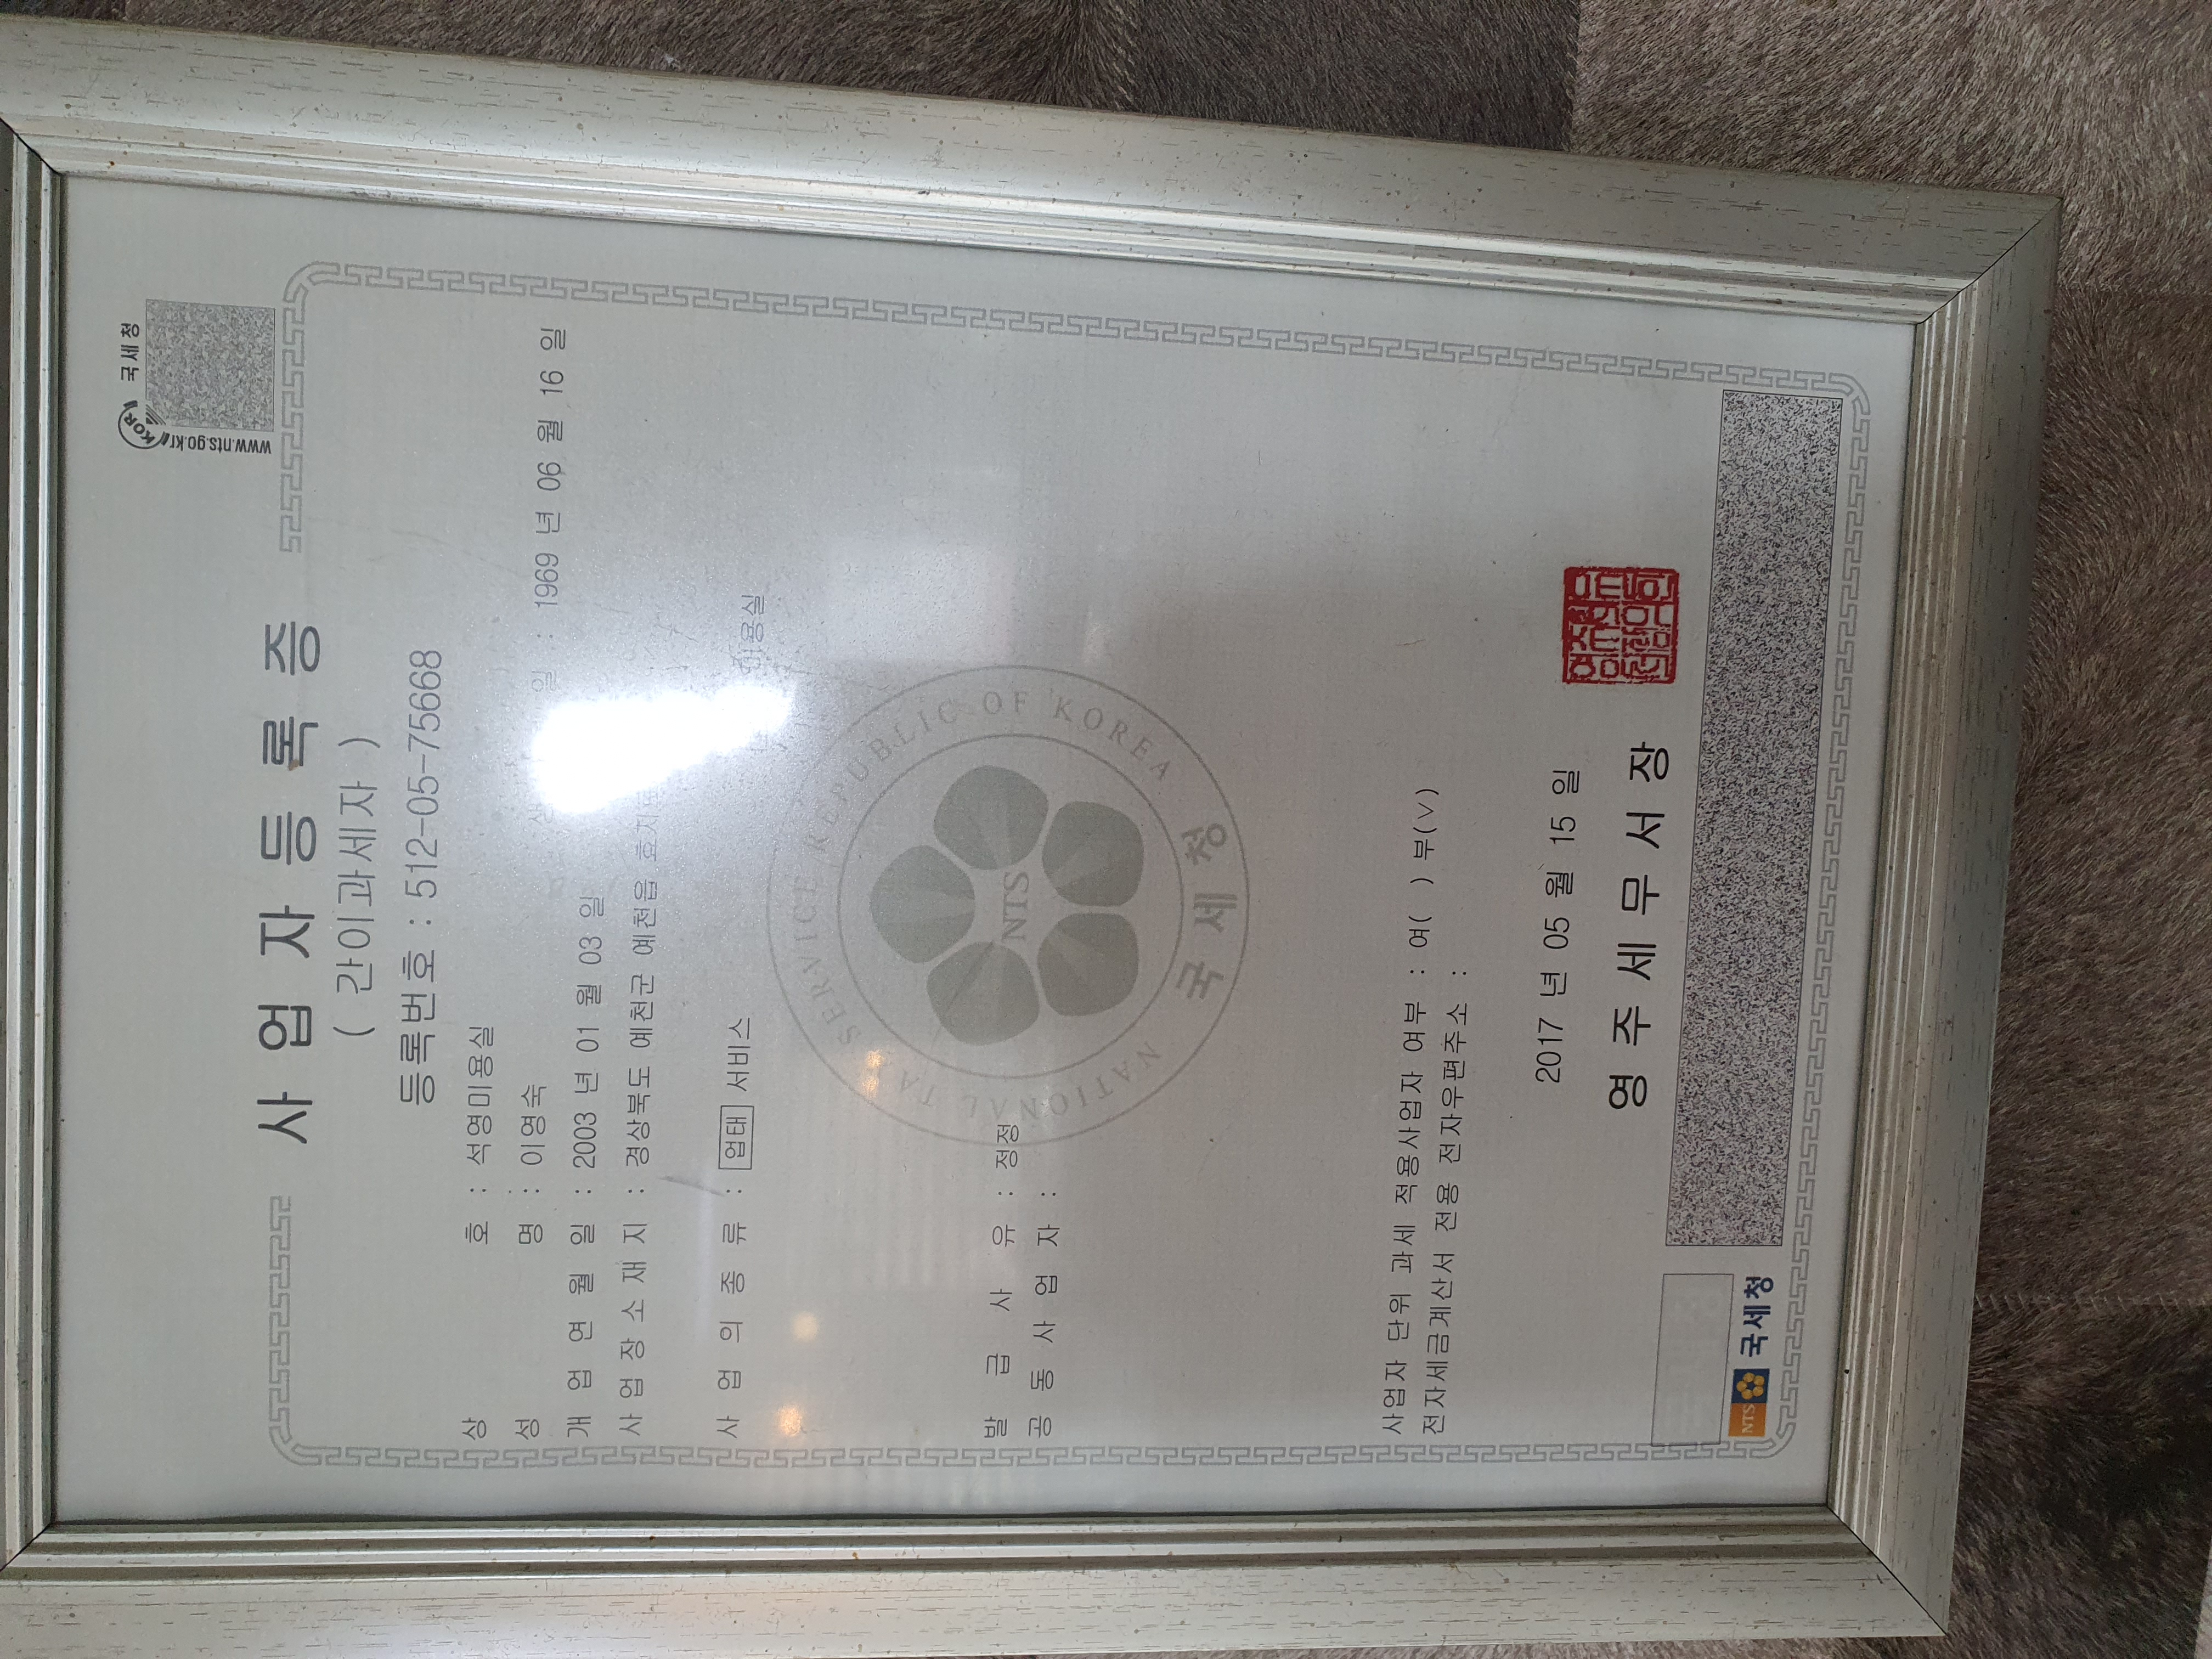 국세청
KOR
www.nts.go.kr
사업자등록증
( 간이과세자 )
등록번호 : 512-05-75668
상 호 : 석영미용실
성 명 : 이영숙 생 일 : 1969 년 06 월 16 일
개 업 연 월 일 : 2003 년 01 월 03 일
사 업 장 소 재 지 : 경상북도 예천군 예천읍
사 업 의 종 류 : 업태 서비스 미용실
NATIONAL TAX SERVICE REPUBLIC OF KOREA
NTS
국세청
발 급 사 유 : 정정
공 동 사 업 자 :
사업자 단위 과세 적용사업자 여부 : 여( ) 부(∨)
전자세금계산서 전용 전자우편주소 :
2017 년 05 월 15 일
영 주 세 무 서 장
NTS 국세청